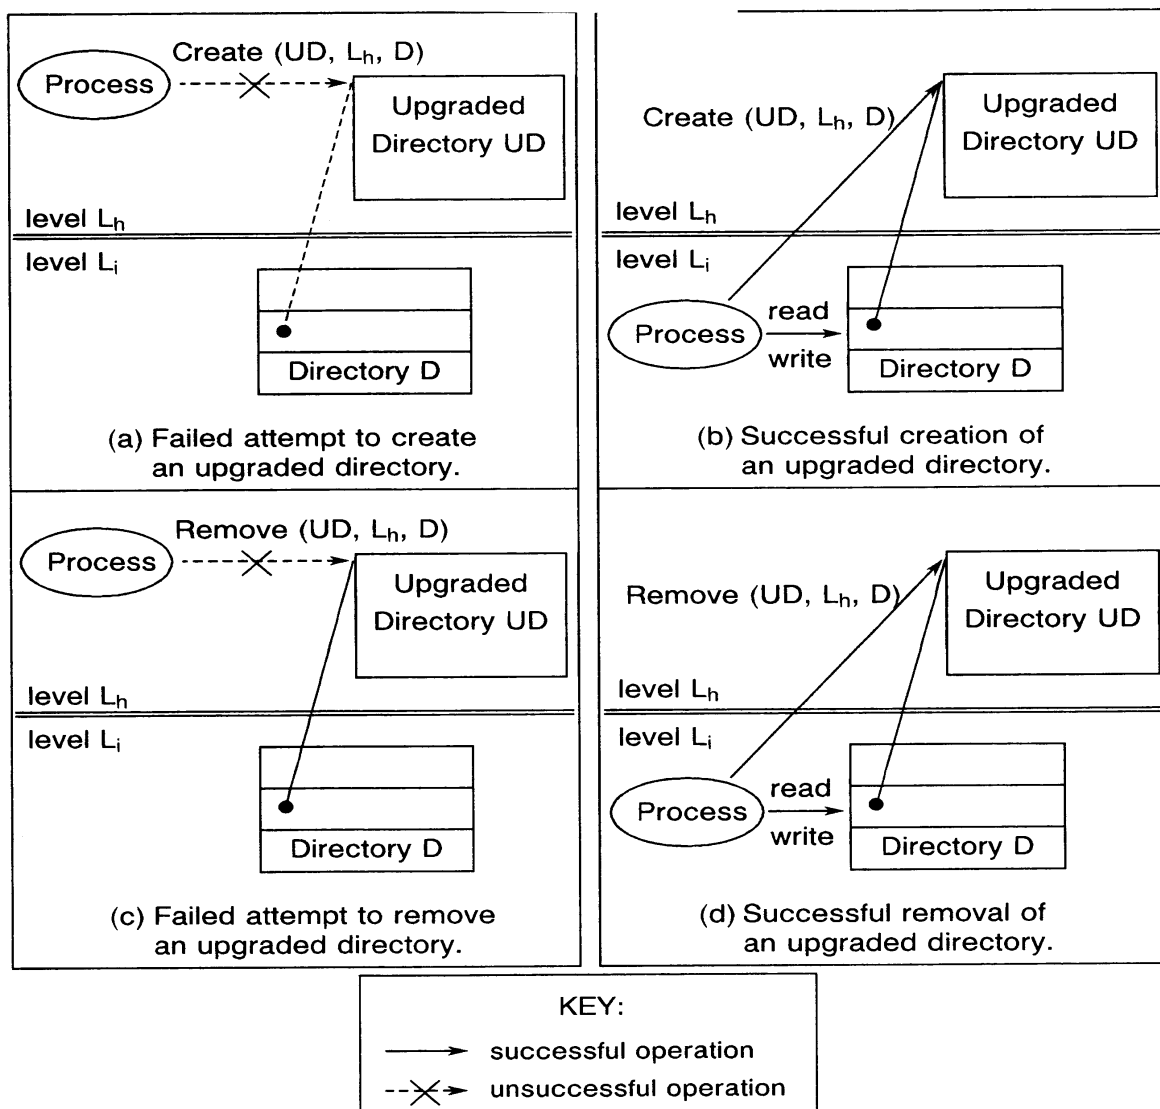 Create (UD, Lh, D)
Process
Upgraded
Directory UD
level Lh
level Li
Directory D
(a) Failed attempt to create
an upgraded directory.
Create (UD, Lh, D)
Upgraded
Directory UD
level Lh
level Li
Process
read
write
Directory D
(b) Successful creation of
an upgraded directory.
Remove (UD, Lh, D)
Process
Upgraded
Directory UD
level Lh
level Li
Directory D
(c) Failed attempt to remove
an upgraded directory.
Remove (UD, Lh, D)
Upgraded
Directory UD
level Lh
level Li
Process
read
write
Directory D
(d) Successful removal of
an upgraded directory.
KEY:
successful operation
unsuccessful operation